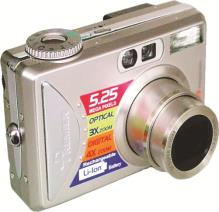 5.25
MEGA PIXELS
OPTICAL
3X ZOOM
DIGITAL
4X ZOOM
Rechargeable
Li-Ion
Battery